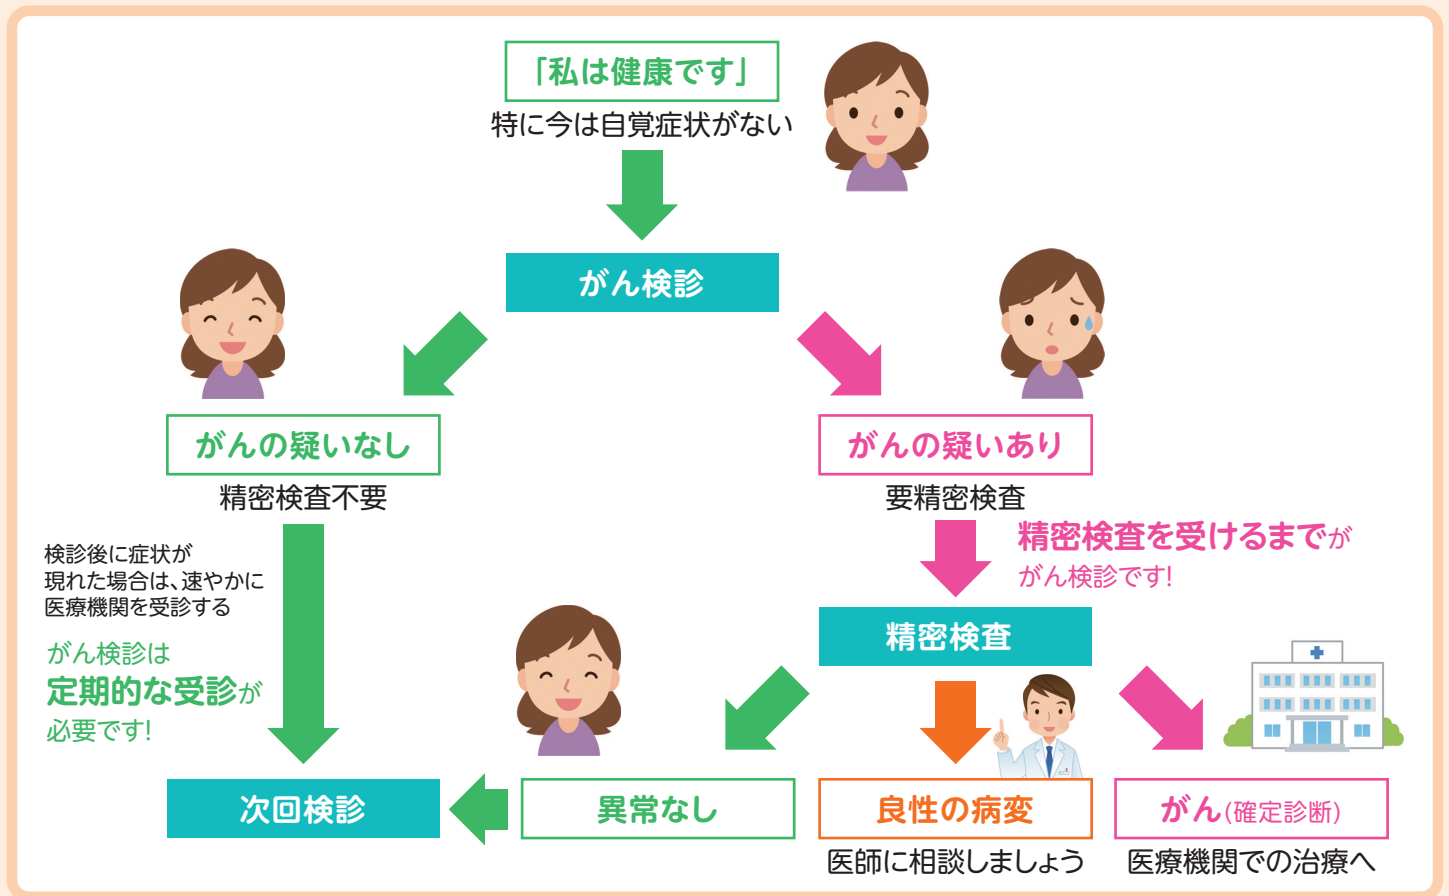 「私は健康です」
特に今は自覚症状がない
がん検診
がんの疑いなし
精密検査不要
がんの疑いあり
要精密検査
検診後に症状が
現れた場合は、速やかに
医療機関を受診する
がん検診は
定期的な受診が
必要です!
精密検査を受けるまでが
がん検診です!
精密検査
次回検診
異常なし
良性の病変
医師に相談しましょう
がん(確定診断)
医療機関での治療へ